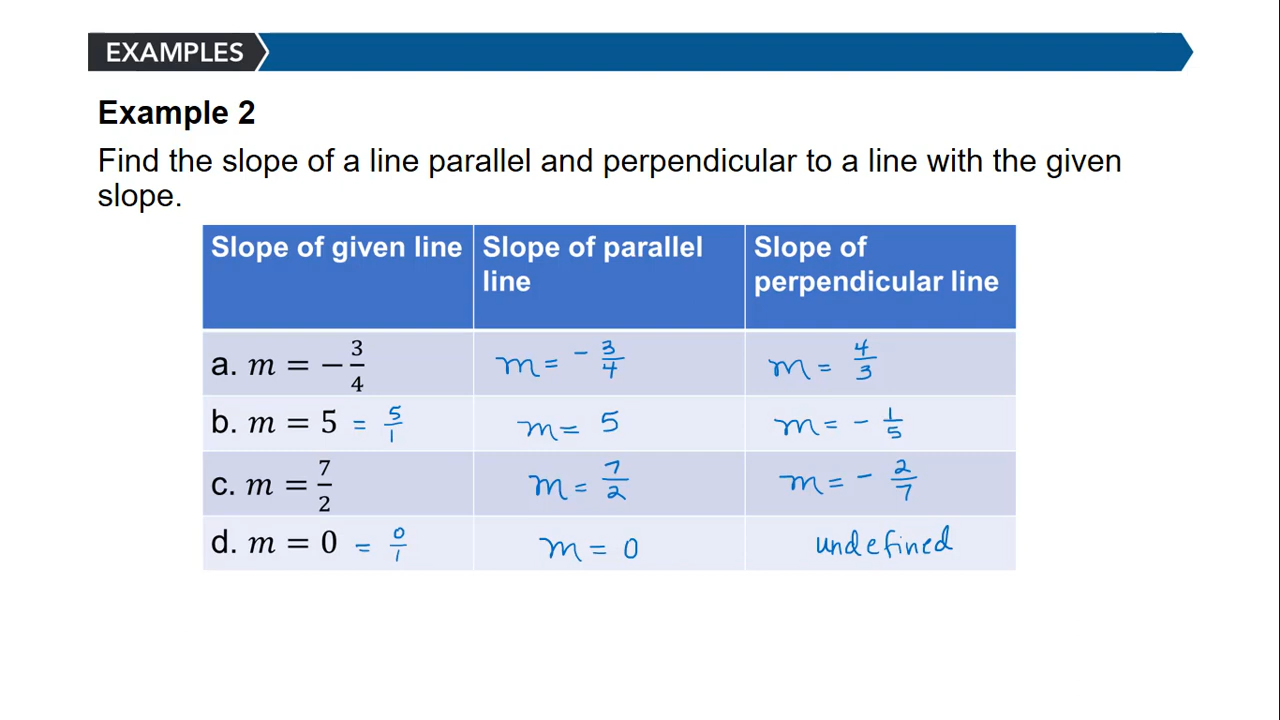 EXAMPLES
Example 2
Find the slope of a line parallel and perpendicular to a line with the given
slope.
Slope of given line | Slope of parallel line | Slope of perpendicular line
a. m = −3/4 | m = −3/4 | m = 4/3
b. m = 5 = 5/1 | m = 5 | m = −1/5
c. m = 7/2 | m = 7/2 | m = −2/7
d. m = 0 = 0/1 | m = 0 | undefined